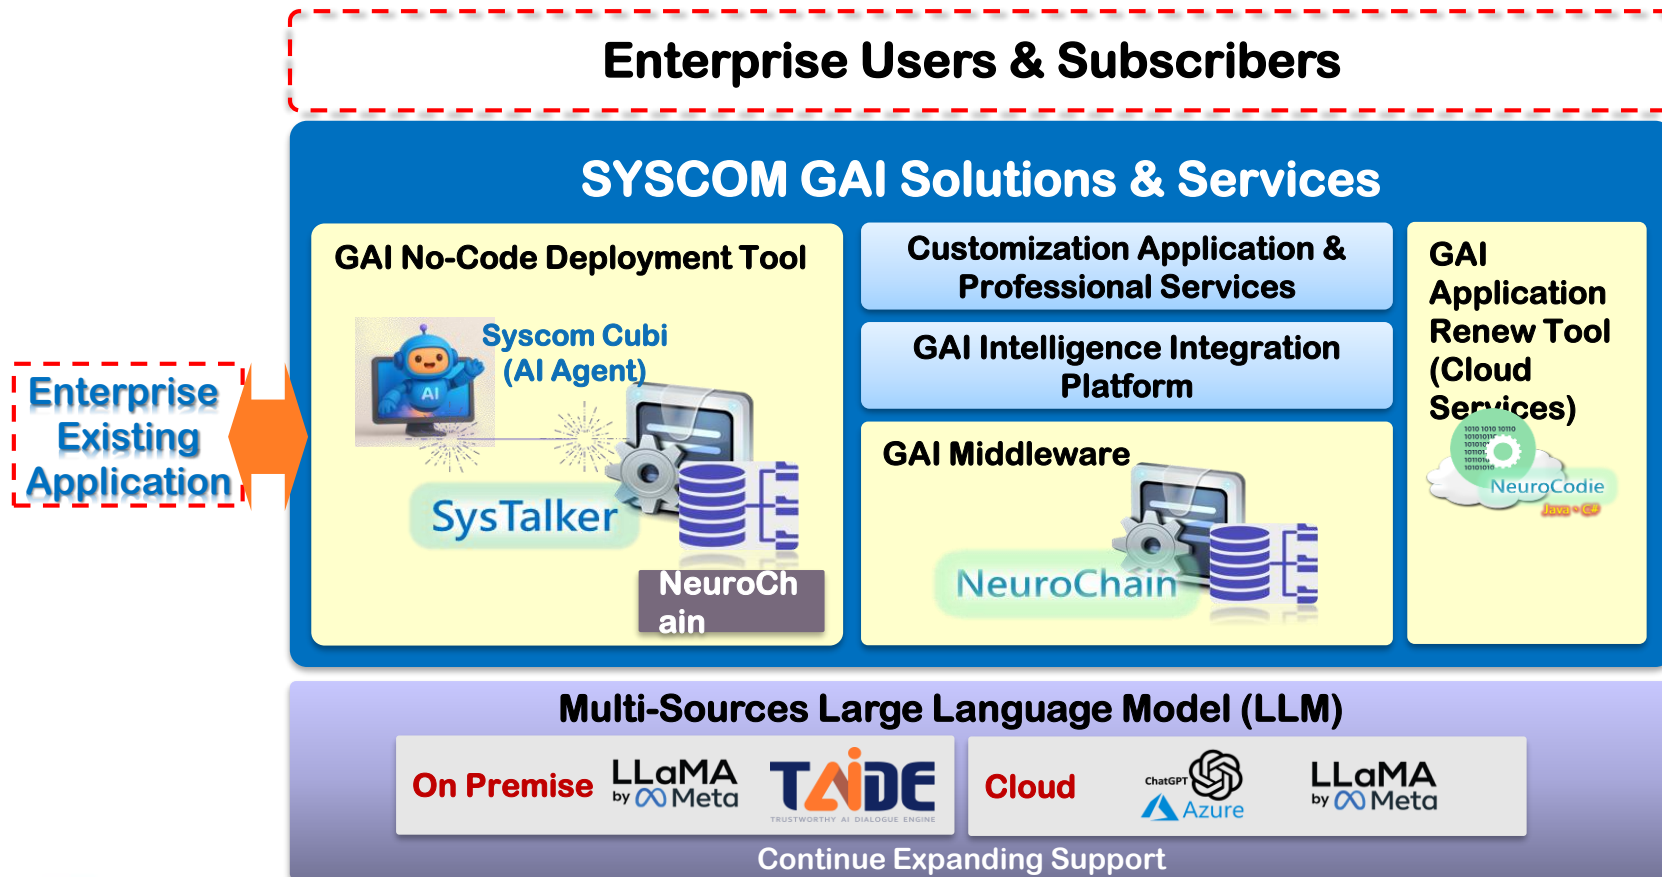 Enterprise Users & Subscribers
SYSCOM GAI Solutions & Services
GAI No-Code Deployment Tool
Syscom Cubi
(AI Agent)
AI
SysTalker
NeuroCh
ain
Customization Application &
Professional Services
GAI Intelligence Integration
Platform
GAI Middleware
NeuroChain
GAI
Application
Renew Tool
(Cloud
Services)
1010 1010 10110
NeuroCodie
Java • C#
Enterprise
Existing
Application
Multi-Sources Large Language Model (LLM)
On Premise
LLaMA
by Meta
TAIDE
TRUSTWORTHY AI DIALOGUE ENGINE
Cloud
ChatGPT
Azure
LLaMA
by Meta
Continue Expanding Support